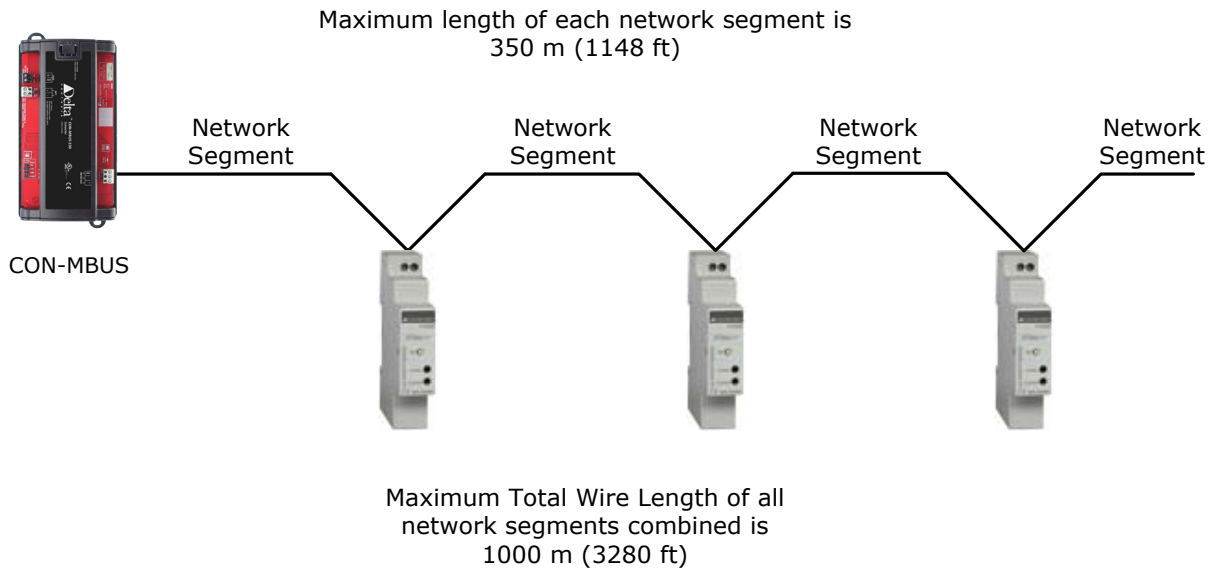 Maximum length of each network segment is
350 m (1148 ft)
Network
Segment
Network
Segment
Network
Segment
Network
Segment
Delta
CON-MBUS
Maximum Total Wire Length of all
network segments combined is
1000 m (3280 ft)